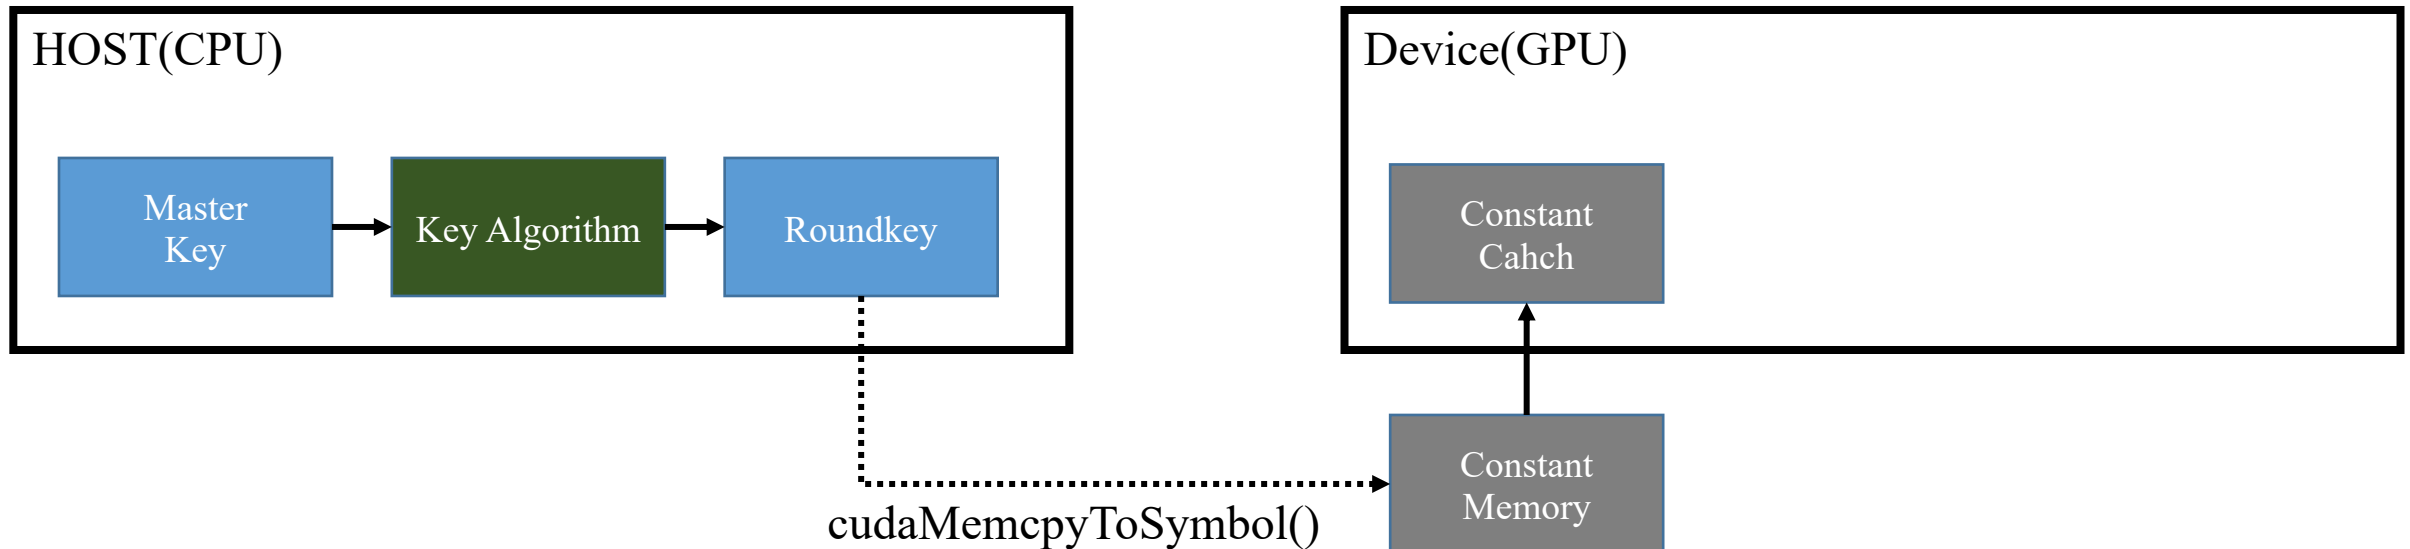 HOST(CPU)
Master
Key
Key Algorithm
Roundkey
Device(GPU)
Constant
Cahch
Constant
Memory
cudaMemcpyToSymbol()